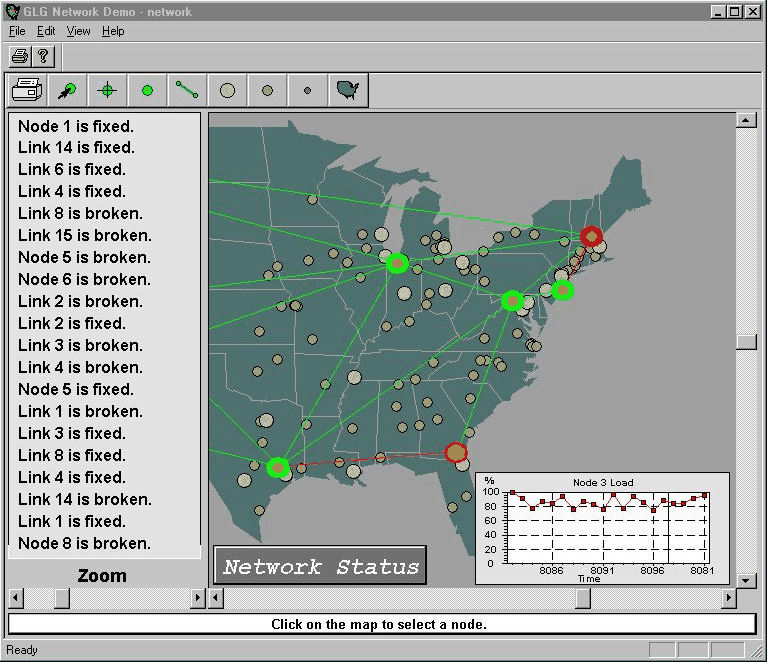 GLG Network Demo - network
File Edit View Help
Node 1 is fixed.
Link 14 is fixed.
Link 6 is fixed.
Link 4 is fixed.
Link 8 is broken.
Link 15 is broken.
Node 5 is broken.
Node 6 is broken.
Link 2 is broken.
Link 2 is fixed.
Link 3 is broken.
Link 4 is broken.
Node 5 is fixed.
Link 1 is broken.
Link 3 is fixed.
Link 8 is fixed.
Link 4 is fixed.
Link 14 is broken.
Link 1 is fixed.
Node 8 is broken.
Zoom
Network Status
% Node 3 Load
100
80
60
40
20
0
8086 8091 8096 8081
Time
Click on the map to select a node.
Ready